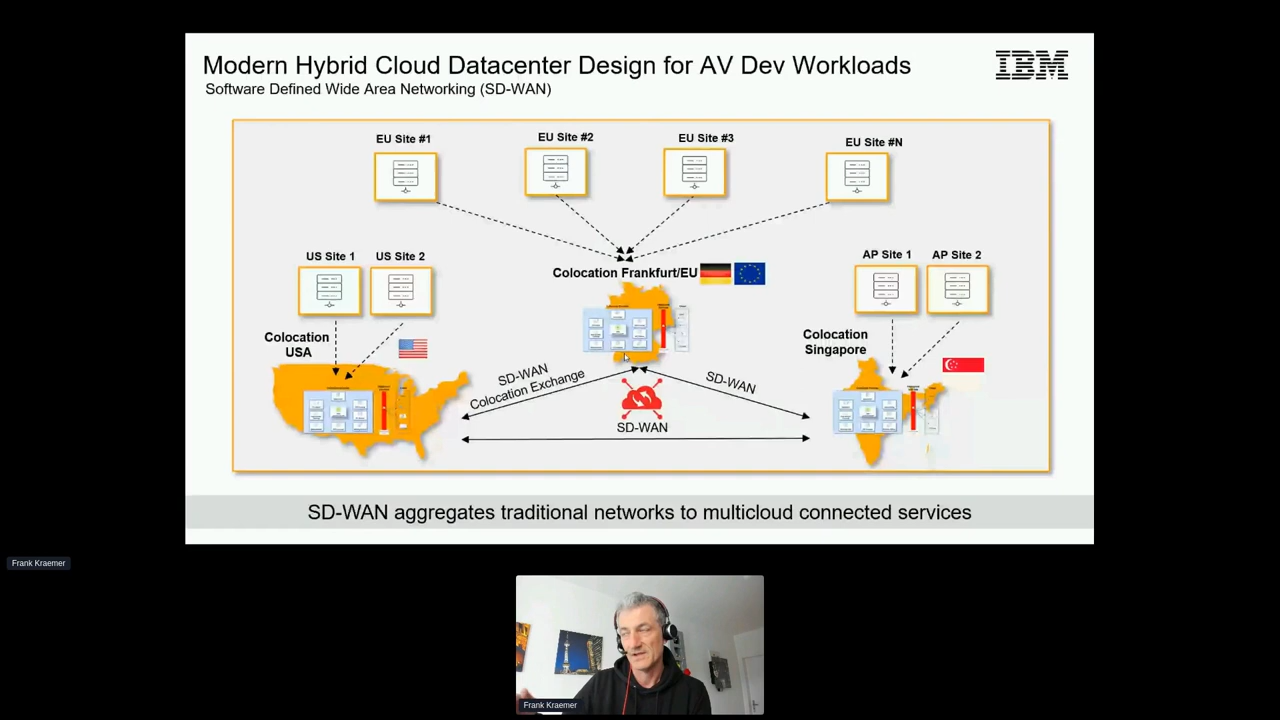 Modern Hybrid Cloud Datacenter Design for AV Dev Workloads
IBM
Software Defined Wide Area Networking (SD-WAN)
EU Site #1
EU Site #2
EU Site #3
EU Site #N
US Site 1
US Site 2
AP Site 1
AP Site 2
Colocation Frankfurt/EU
Colocation
USA
Colocation
Singapore
SD-WAN
Colocation Exchange
SD-WAN
SD-WAN
SD-WAN aggregates traditional networks to multicloud connected services
Frank Kraemer
Frank Kraemer